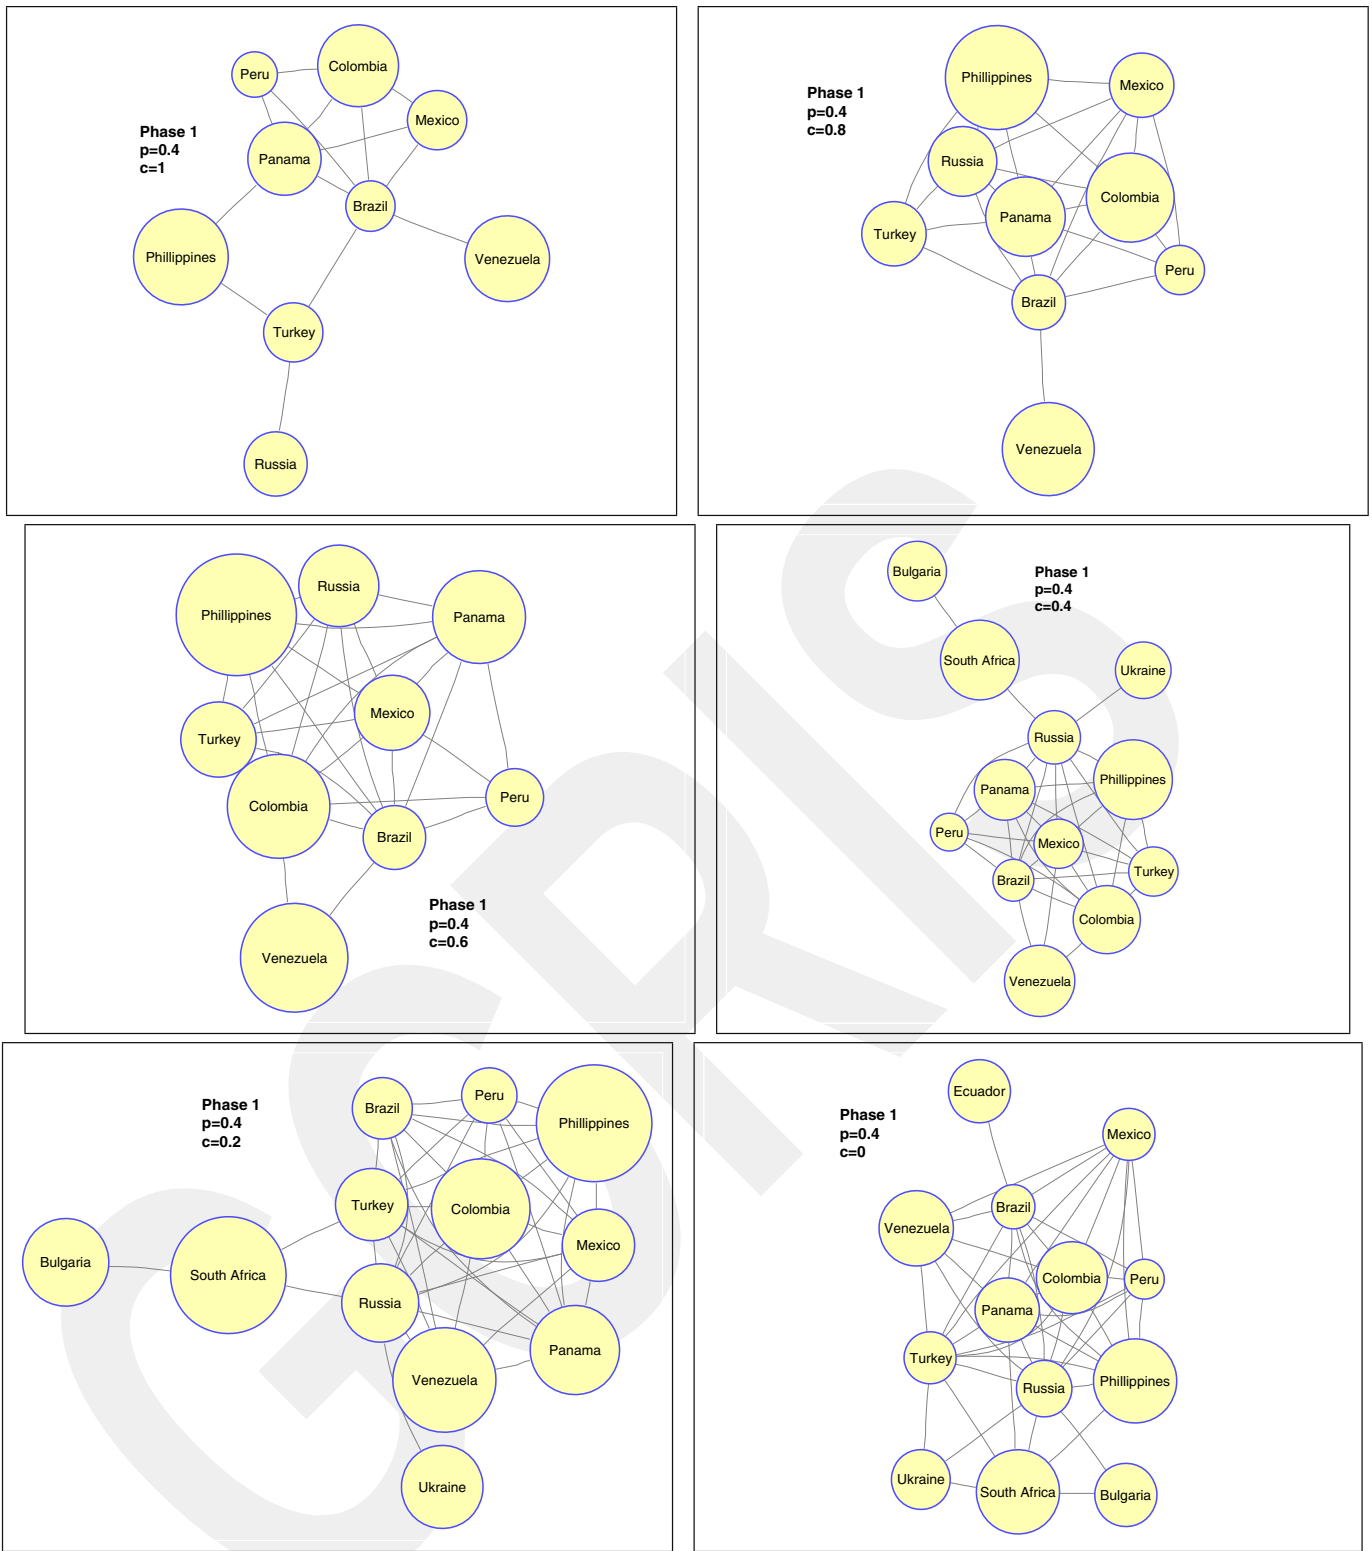 Peru
Colombia
Mexico
Phase 1
p=0.4
c=1
Panama
Brazil
Phillippines
Venezuela
Turkey
Russia
Phillippines
Mexico
Phase 1
p=0.4
c=0.8
Russia
Colombia
Panama
Turkey
Peru
Brazil
Venezuela
Russia
Phillippines
Panama
Mexico
Turkey
Colombia
Peru
Brazil
Phase 1
p=0.4
c=0.6
Venezuela
Bulgaria
Phase 1
p=0.4
c=0.4
South Africa
Ukraine
Russia
Phillippines
Panama
Peru
Mexico
Turkey
Brazil
Colombia
Venezuela
Phase 1
p=0.4
c=0.2
Brazil
Peru
Phillippines
Turkey
Colombia
Mexico
Bulgaria
South Africa
Russia
Panama
Venezuela
Ukraine
Ecuador
Phase 1
p=0.4
c=0
Mexico
Brazil
Venezuela
Colombia
Peru
Panama
Turkey
Phillippines
Russia
Ukraine
South Africa
Bulgaria
GSRIS